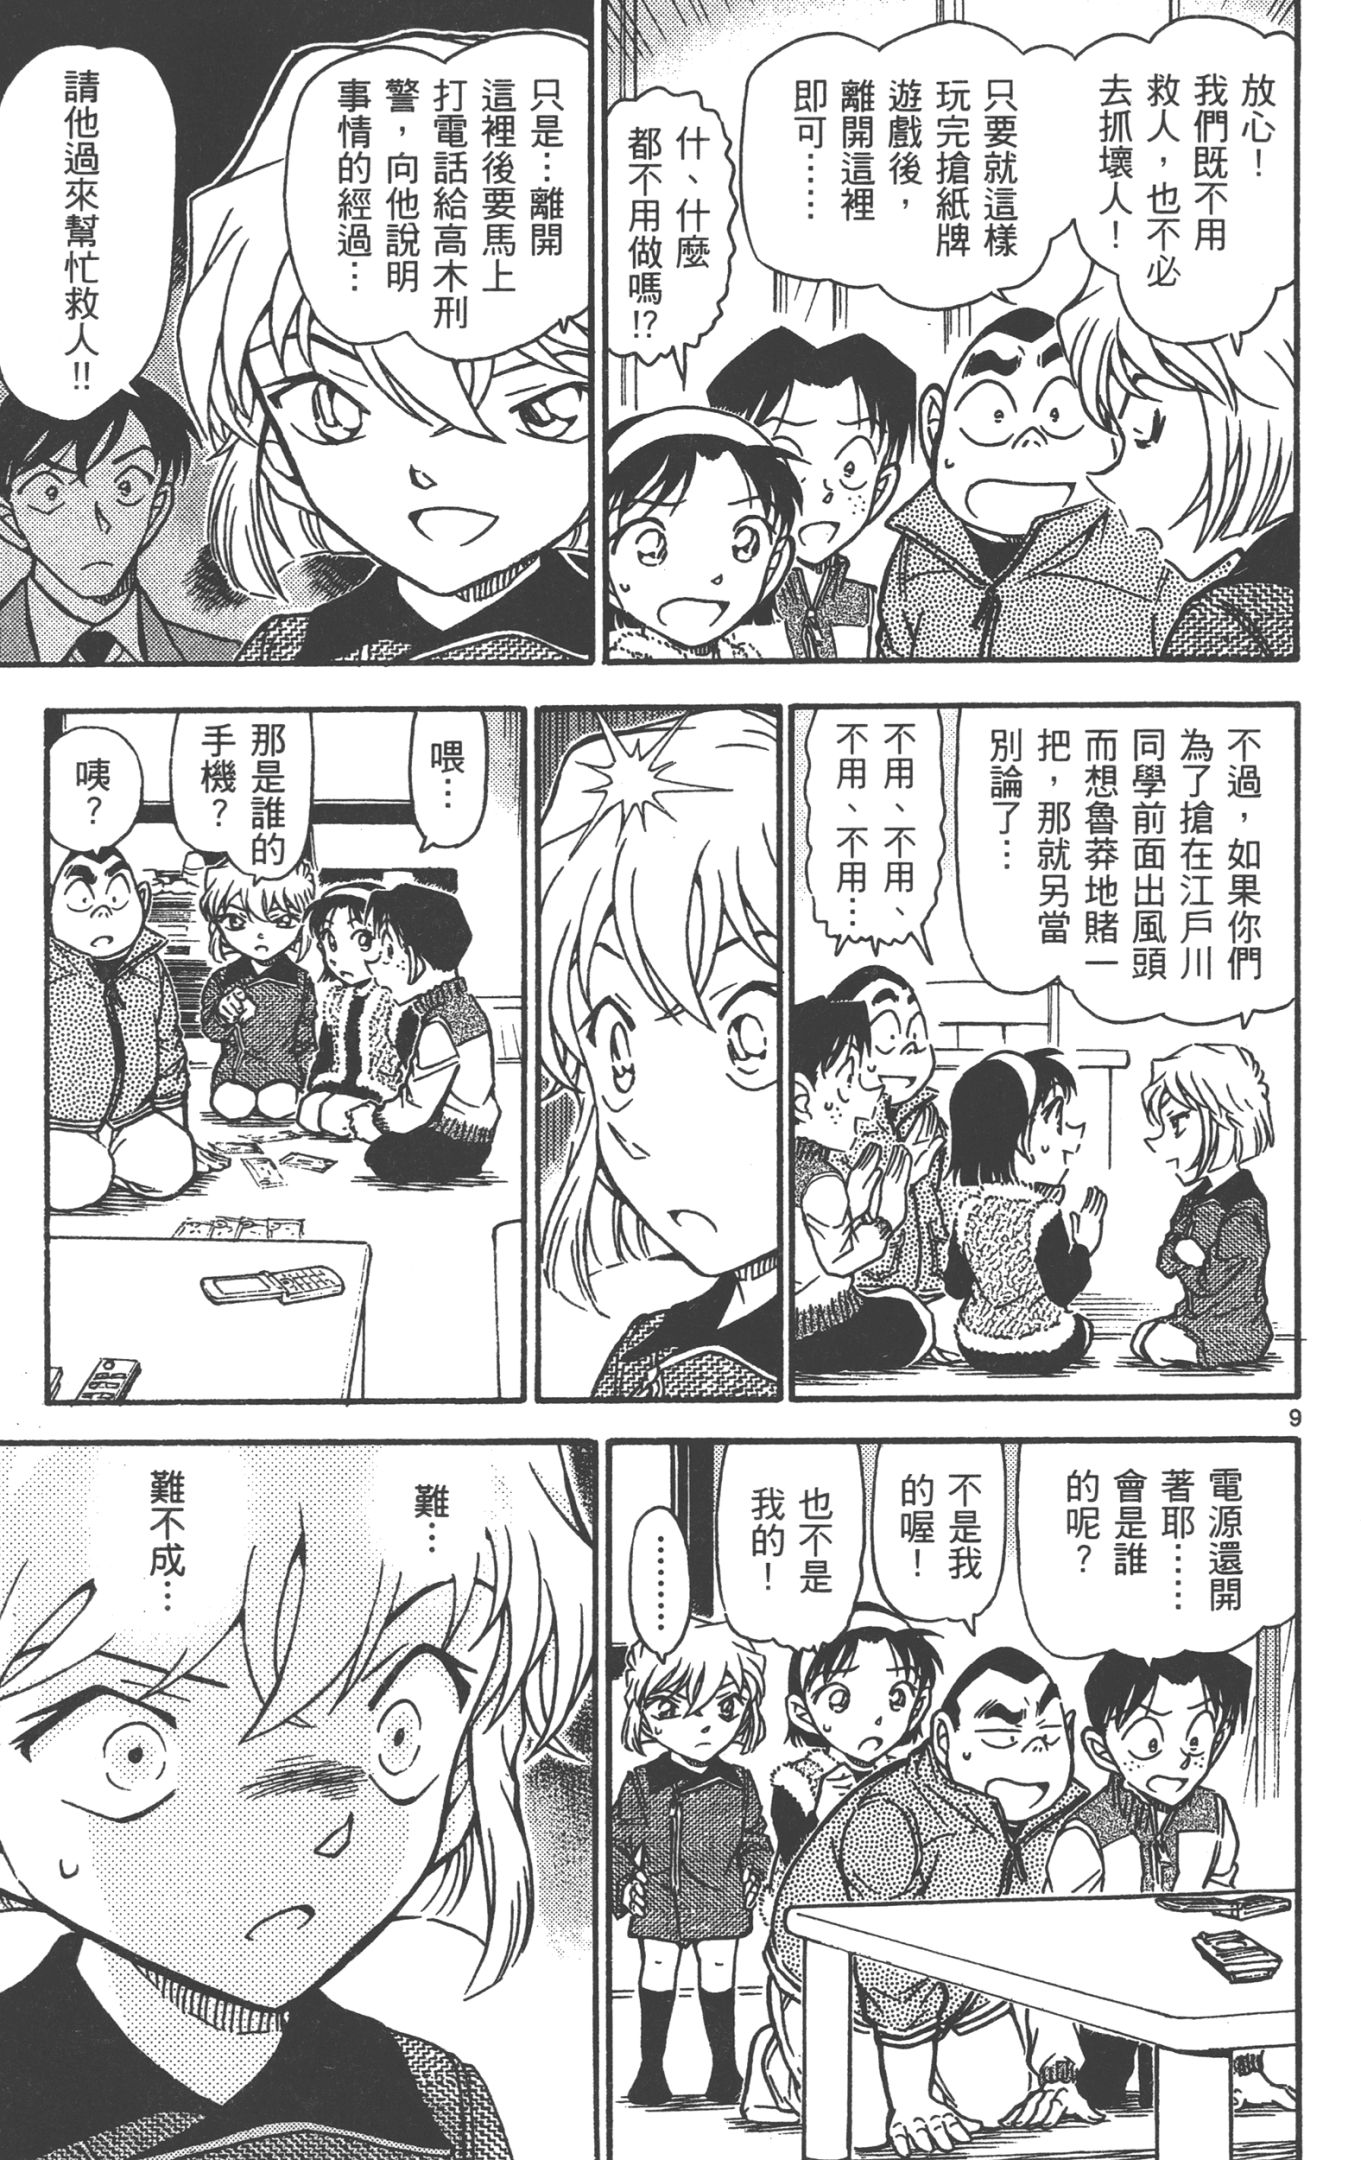 放心！
我們既不用
救人，也不必
去抓壞人！
只要就這樣
玩完搶紙牌
遊戲後，
離開這裡
即可……
什、什麼
都不用做嗎!?
只是…離開
這裡後要馬上
打電話給高木刑
警，向他說明
事情的經過…
請他過來幫忙救人!!
不過，如果你們
為了搶在江戶川
同學前面出風頭
而想魯莽地賭一
把，那就另當
別論了…
不用、不用、
不用、不用…
喂…
那是誰的
手機？
咦？
9
電源還開
著耶……
會是誰
的呢？
不是我
的喔！
也不是
我的！
………
難…
難不成…